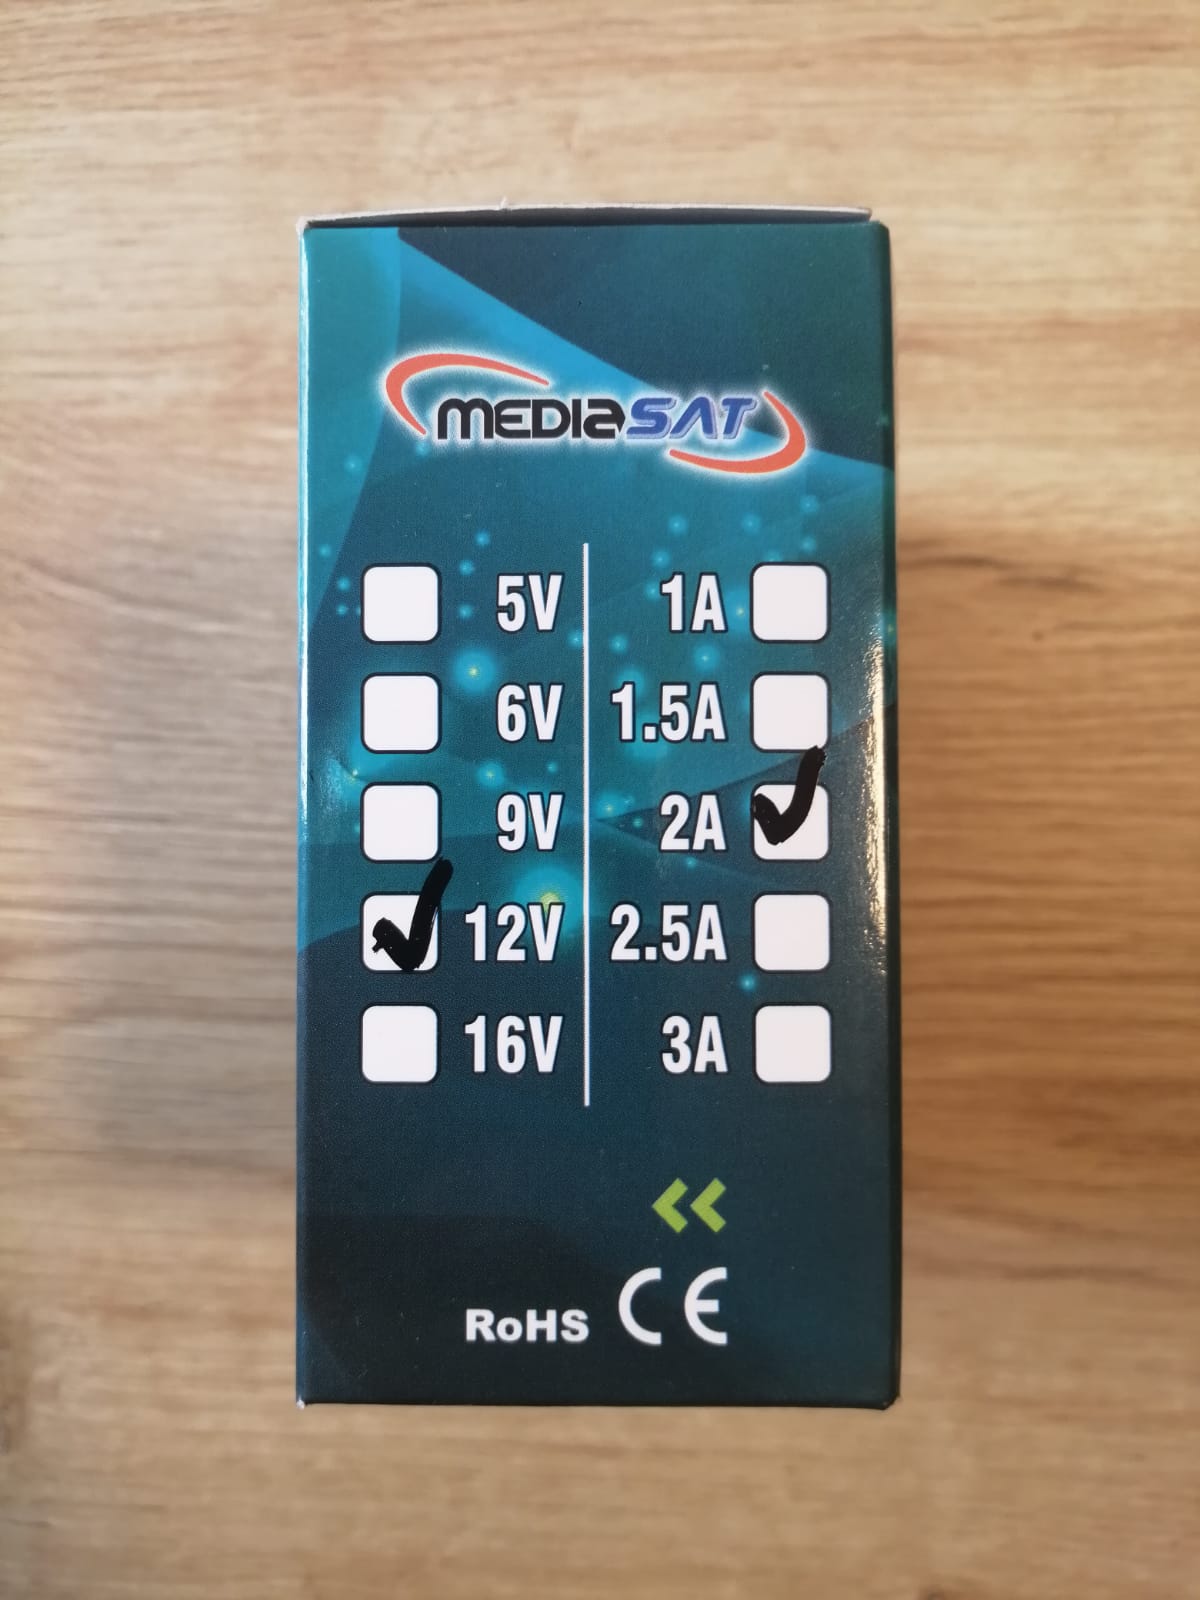 MEDIASAT
5V 1A
6V 1.5A
9V 2A
12V 2.5A
16V 3A
RoHS CE